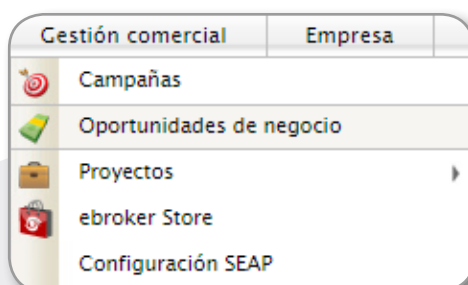 Gestión comercial Empresa
Campañas
Oportunidades de negocio
Proyectos
ebroker Store
Configuración SEAP